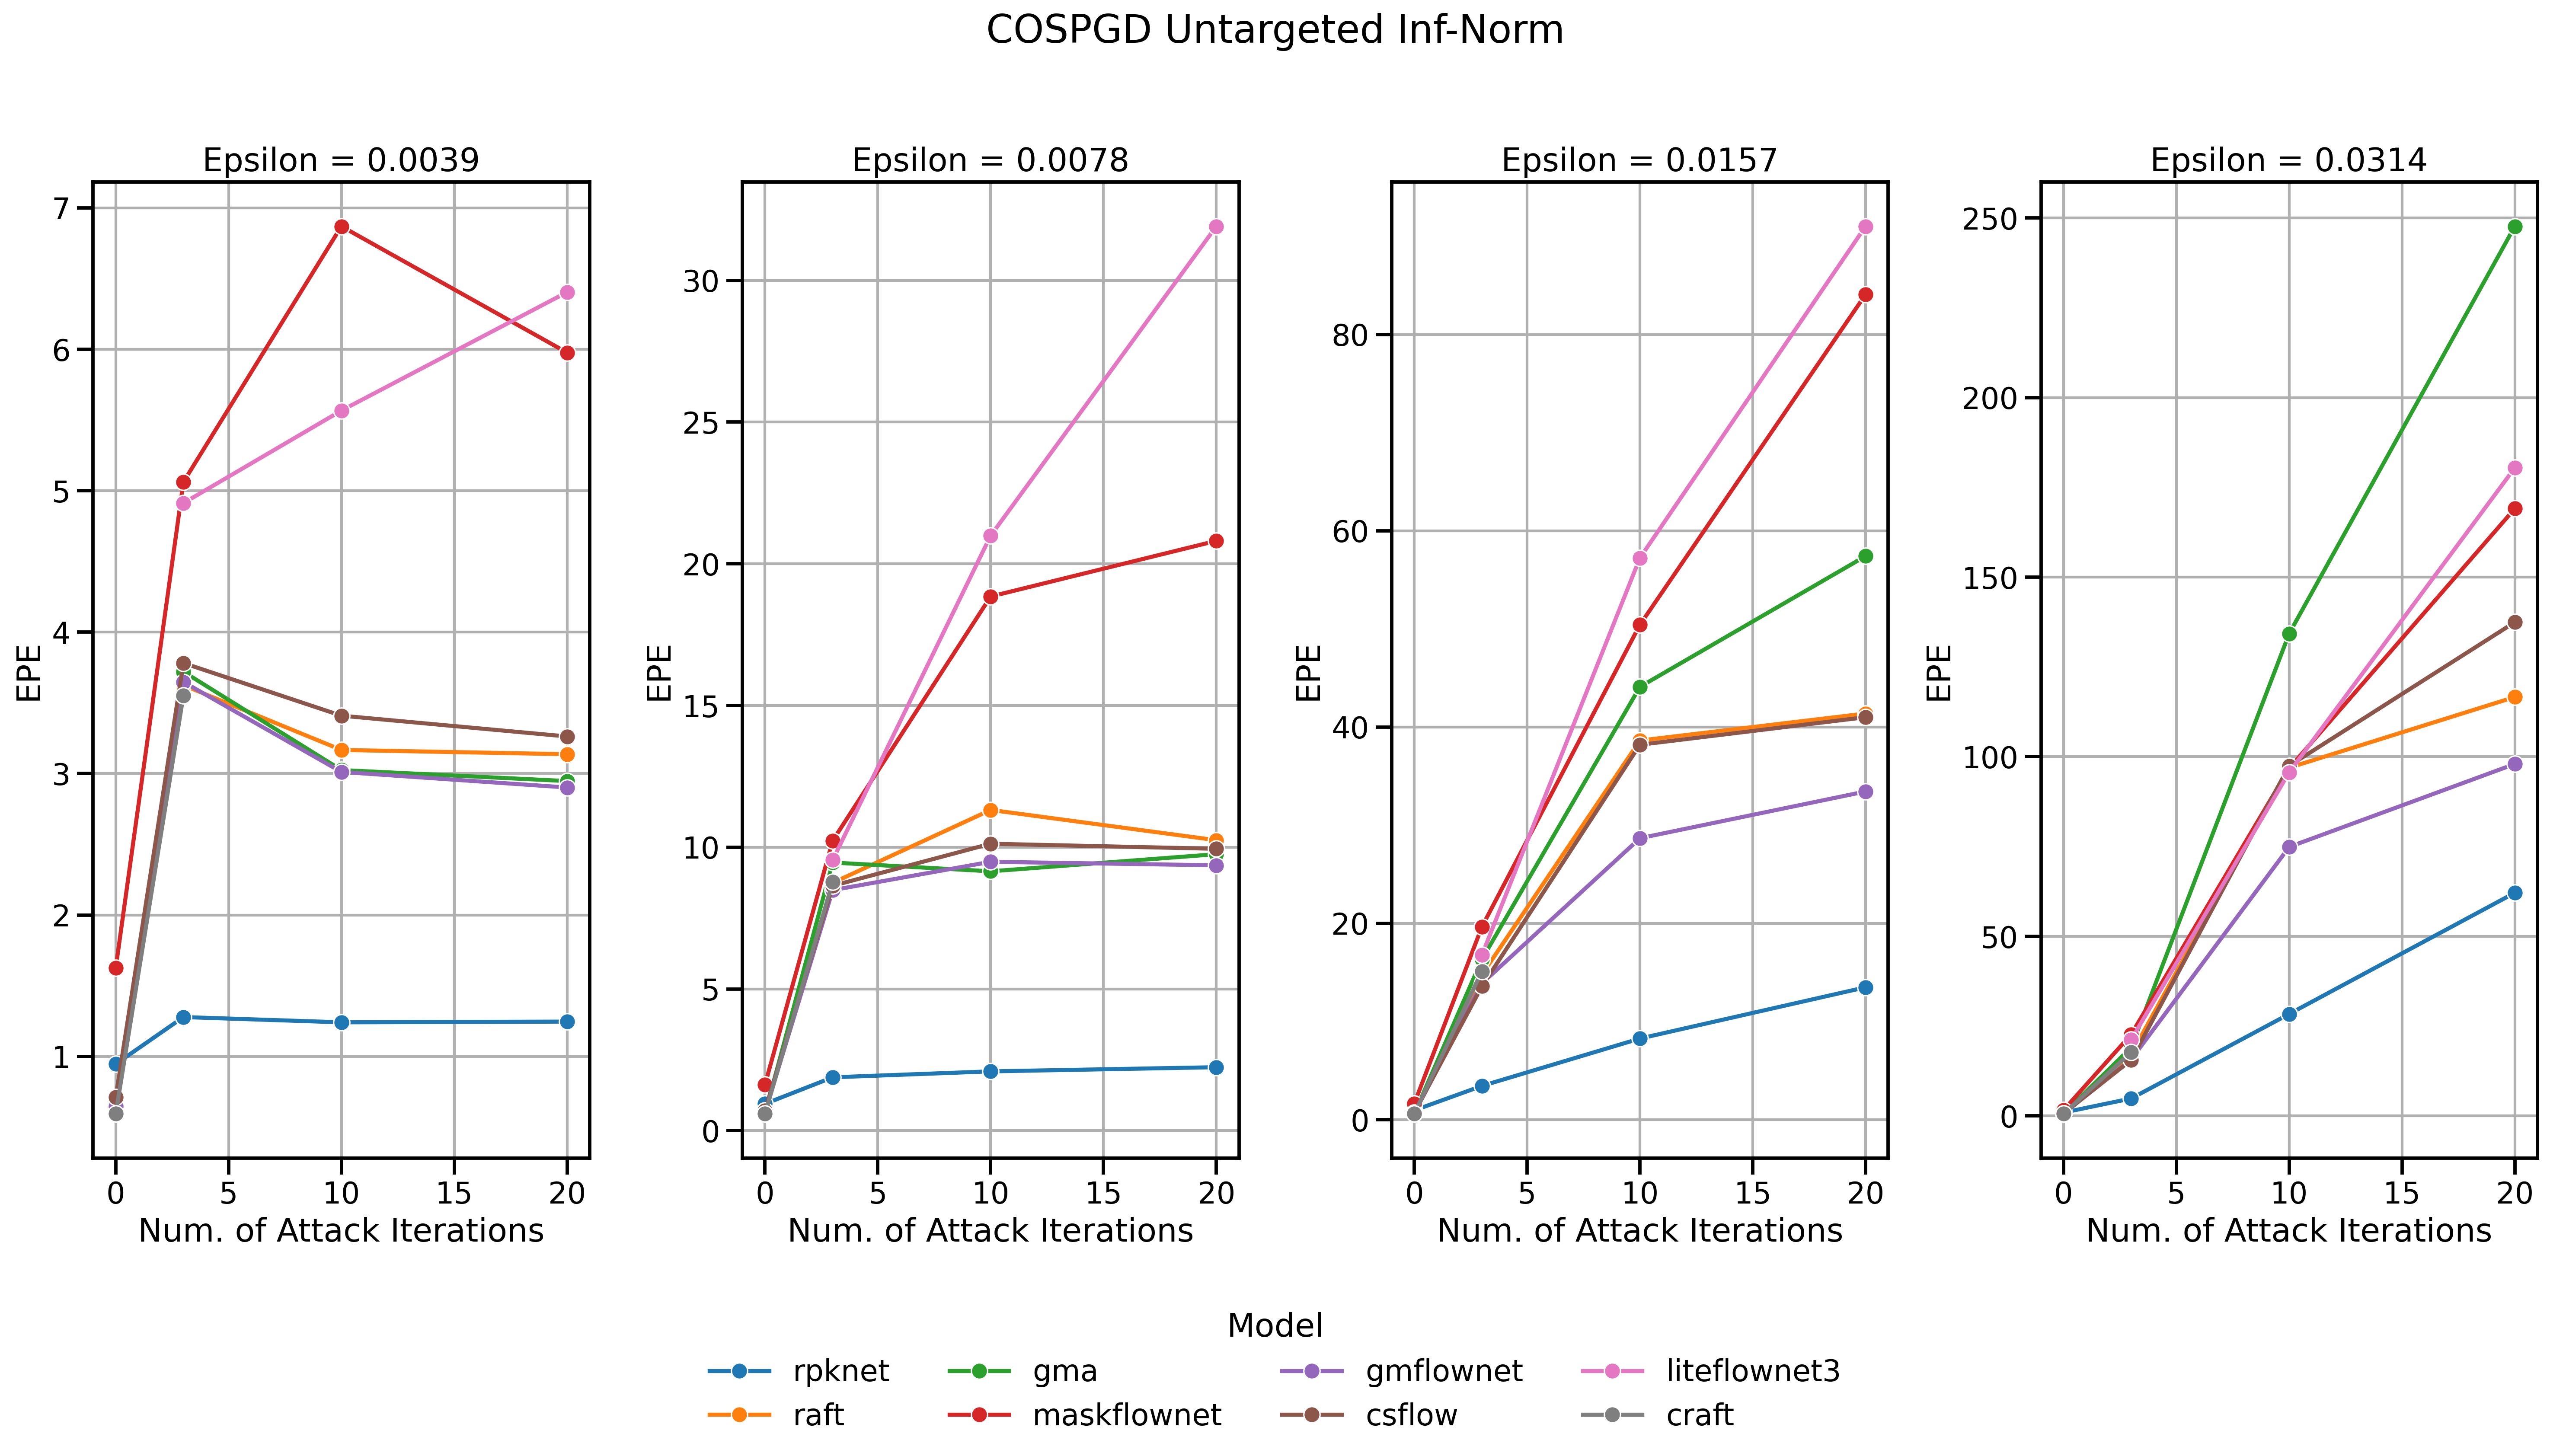 COSPGD Untargeted Inf-Norm
Epsilon = 0.0039
7
6
5
4
3
2
1
EPE
0 5 10 15 20
Num. of Attack Iterations
Epsilon = 0.0078
30
25
20
15
10
5
0
EPE
0 5 10 15 20
Num. of Attack Iterations
Epsilon = 0.0157
80
60
40
20
0
EPE
0 5 10 15 20
Num. of Attack Iterations
Epsilon = 0.0314
250
200
150
100
50
0
EPE
0 5 10 15 20
Num. of Attack Iterations
Model
rpknet gma gmflownet liteflownet3
raft maskflownet csflow craft